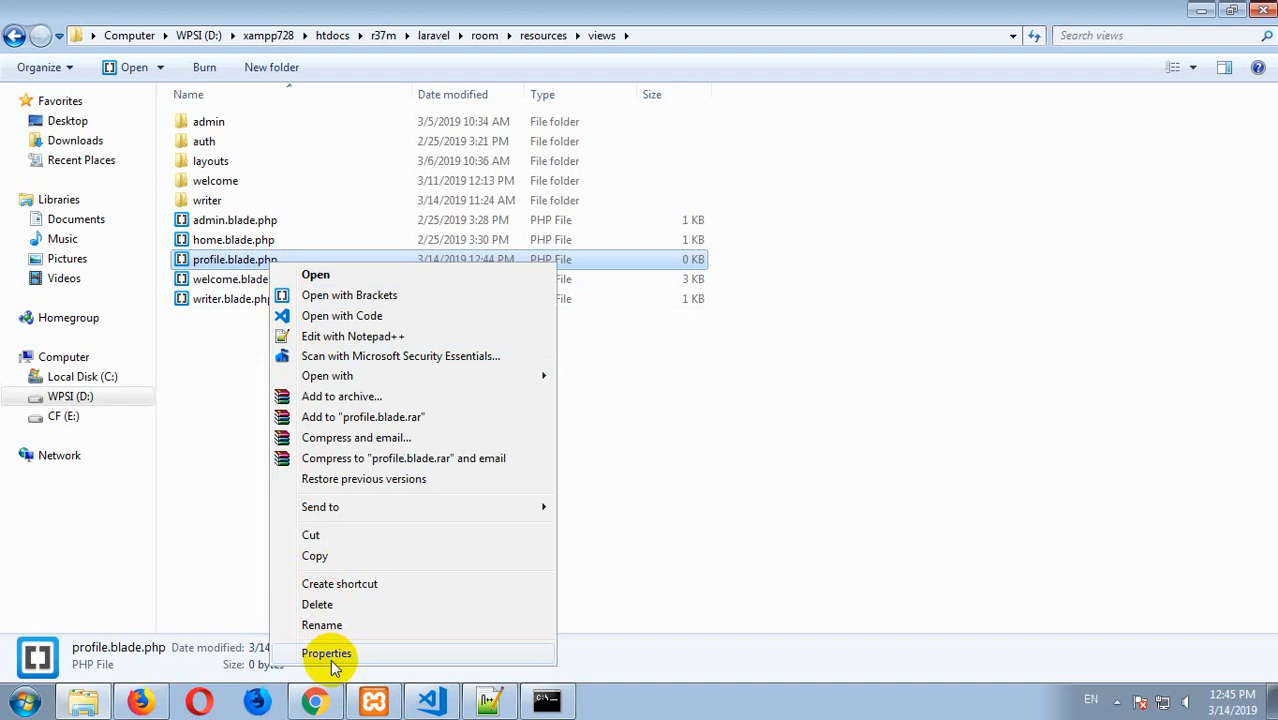 Computer WPSI (D:) xampp728 htdocs r37m laravel room resources views
Search views
Organize Open Burn New folder
Name Date modified Type Size
Favorites
Desktop
Downloads
Recent Places
Libraries
Documents
Music
Pictures
Videos
Homegroup
Computer
Local Disk (C:)
WPSI (D:)
CF (E:)
Network
admin 3/5/2019 10:34 AM File folder
auth 2/25/2019 3:21 PM File folder
layouts 3/6/2019 10:36 AM File folder
welcome 3/11/2019 12:13 PM File folder
writer 3/14/2019 11:24 AM File folder
admin.blade.php 2/25/2019 3:28 PM PHP File 1 KB
home.blade.php 2/25/2019 3:30 PM PHP File 1 KB
profile.blade.php 3/14/2019 12:44 PM PHP File 0 KB
welcome.blade File 3 KB
writer.blade.php File 1 KB
Open
Open with Brackets
Open with Code
Edit with Notepad++
Scan with Microsoft Security Essentials...
Open with
Add to archive...
Add to "profile.blade.rar"
Compress and email...
Compress to "profile.blade.rar" and email
Restore previous versions
Send to
Cut
Copy
Create shortcut
Delete
Rename
Properties
profile.blade.php Date modified: 3/14
PHP File Size: 0 bytes
EN
12:45 PM
3/14/2019